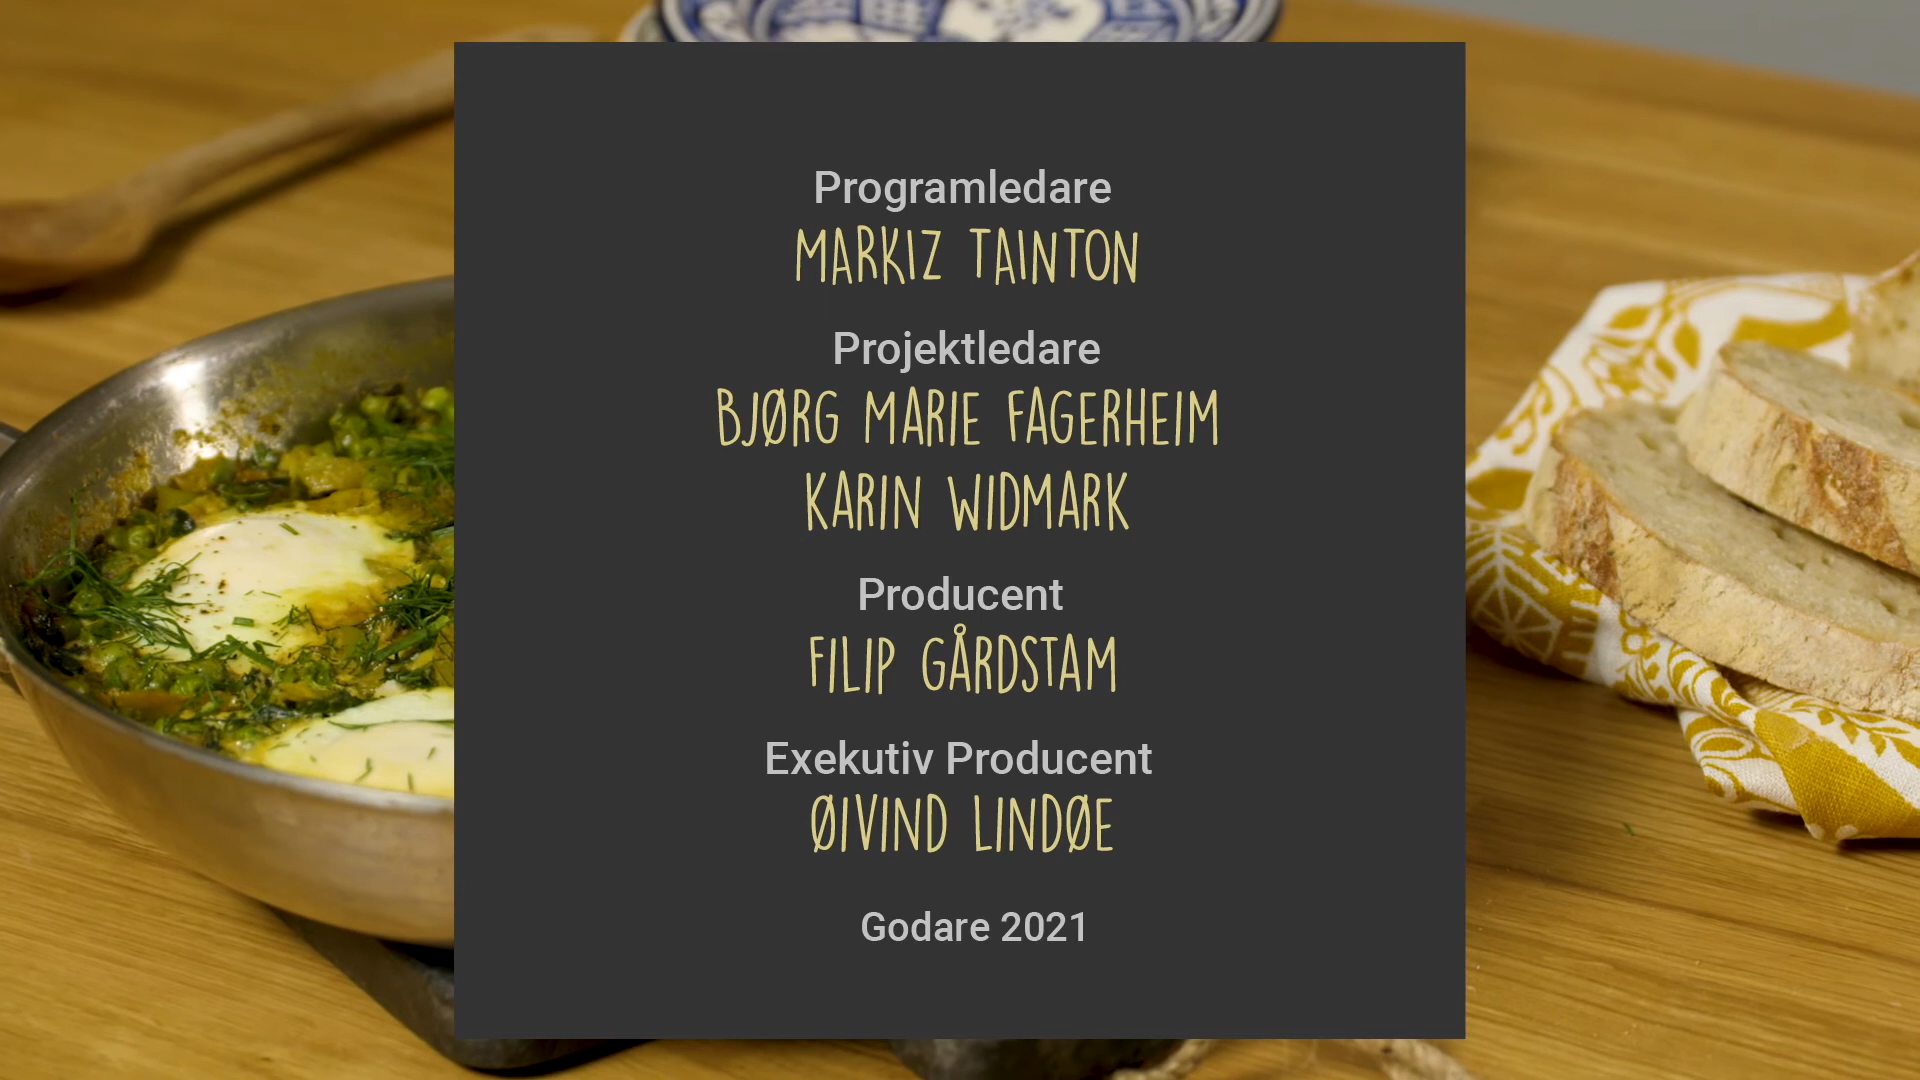 Programledare
MARKIZ TAINTON
Projektledare
BJØRG MARIE FAGERHEIM
KARIN WIDMARK
Producent
FILIP GÅRDSTAM
Exekutiv Producent
ØIVIND LINDØE
Godare 2021